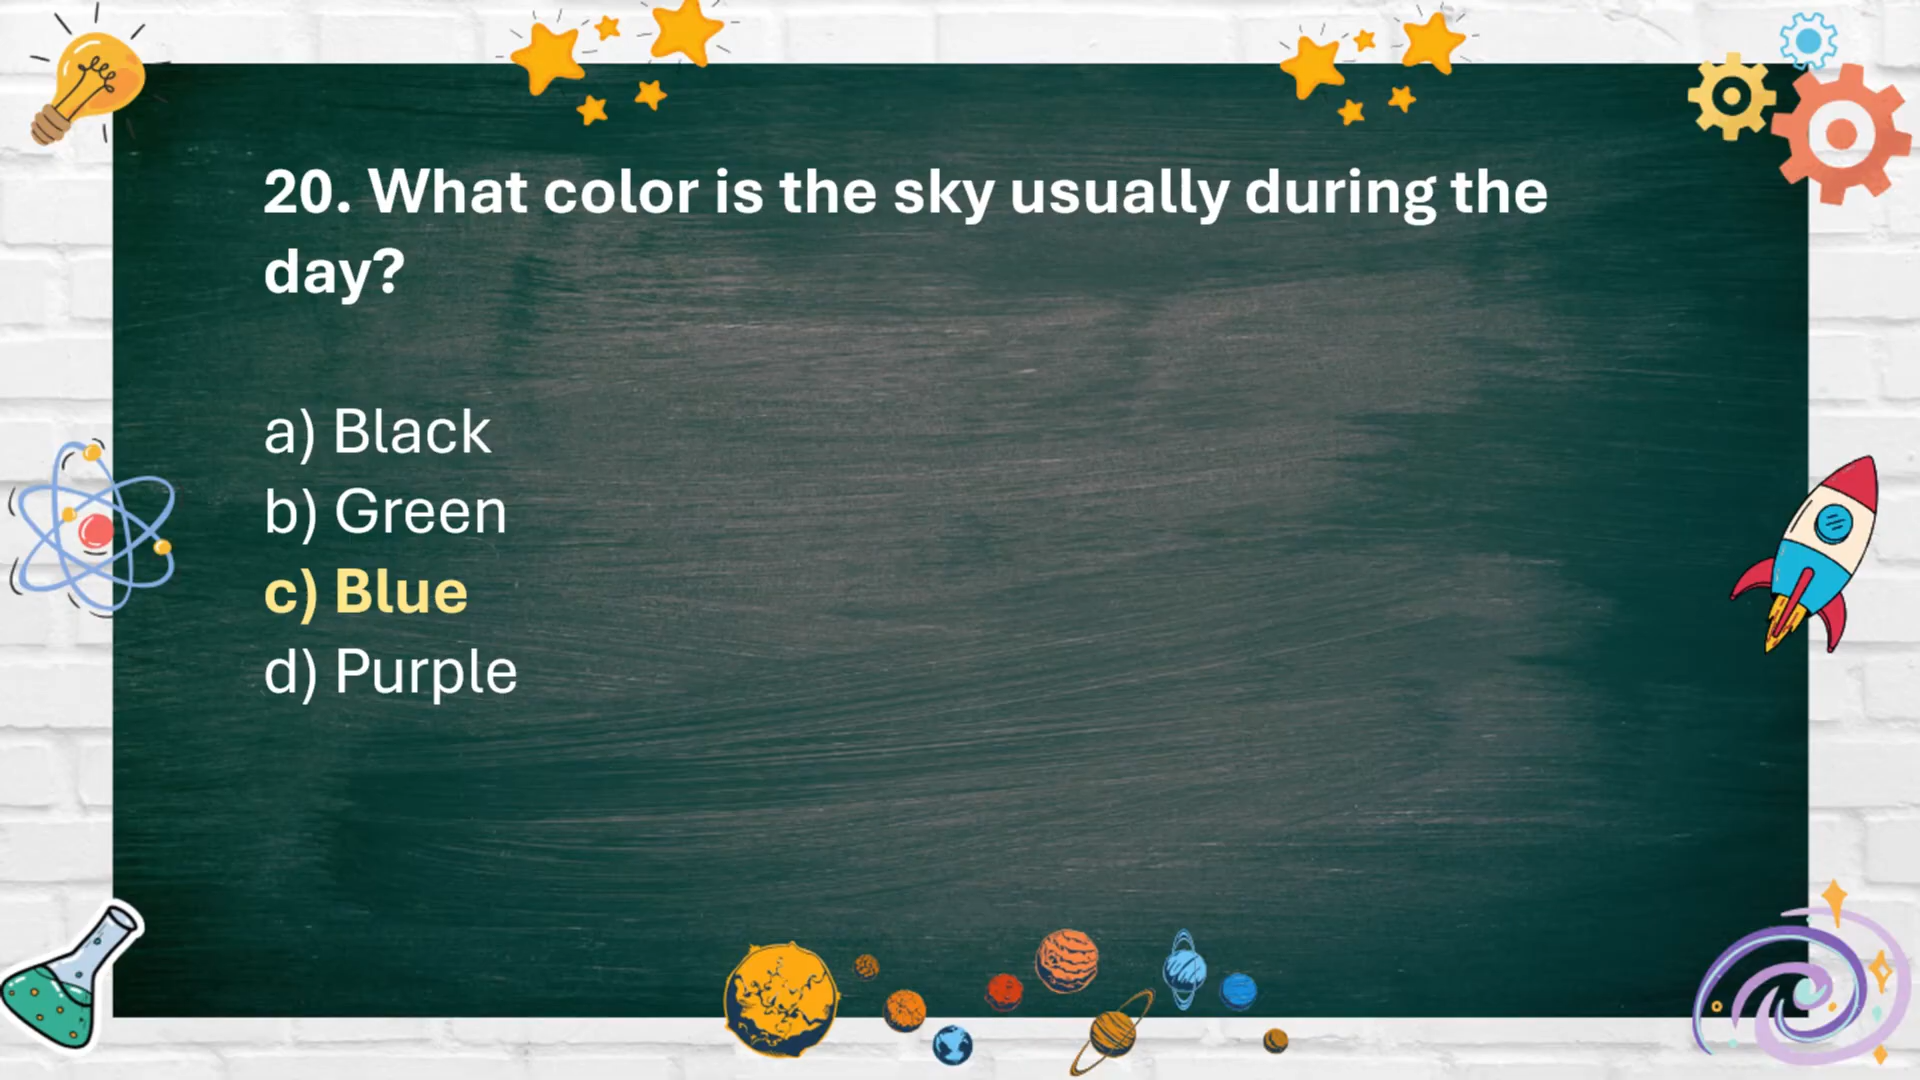 20. What color is the sky usually during the
day?
a) Black
b) Green
c) Blue
d) Purple